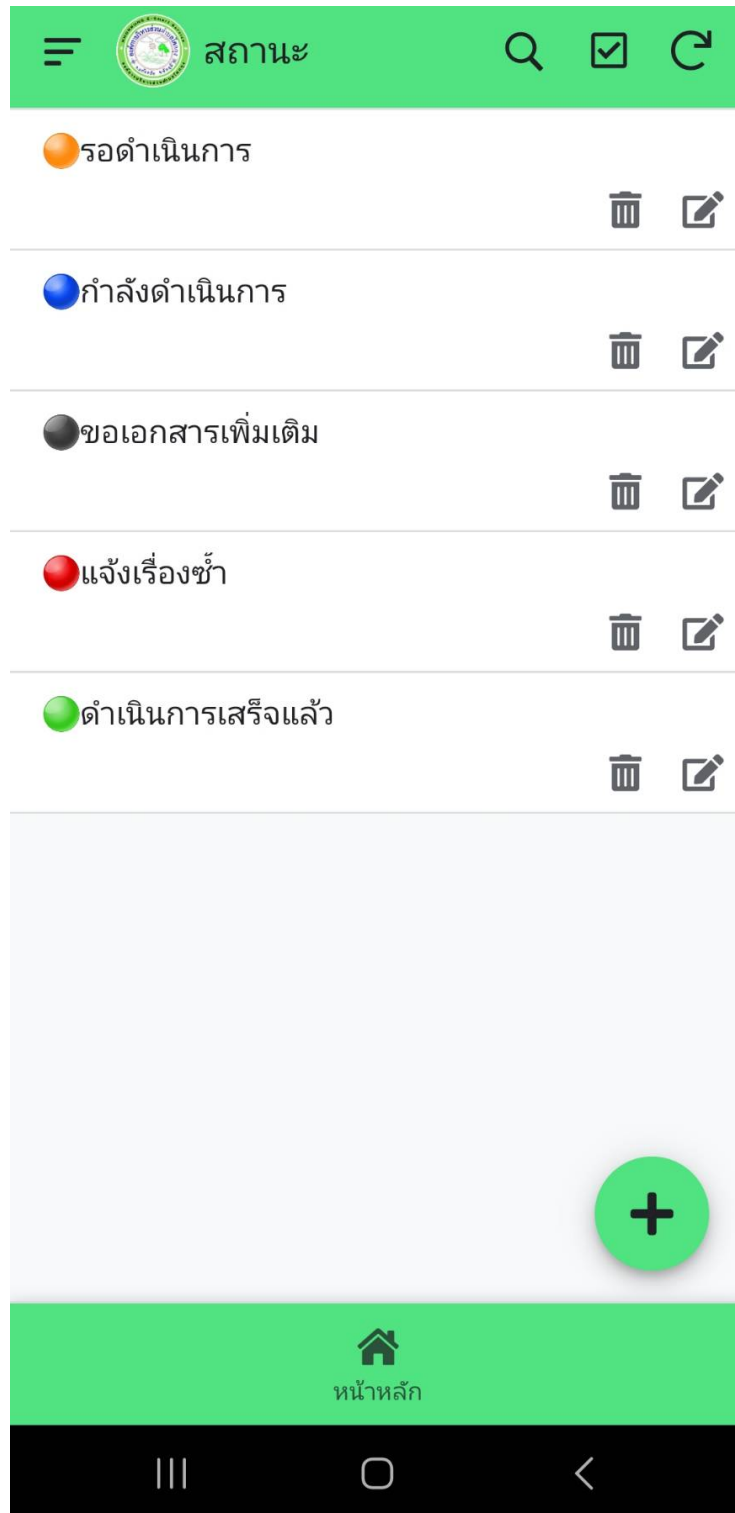 สถานะ
รอดำเนินการ
กำลังดำเนินการ
ขอเอกสารเพิ่มเติม
แจ้งเรื่องซ้ำ
ดำเนินการเสร็จแล้ว
หน้าหลัก